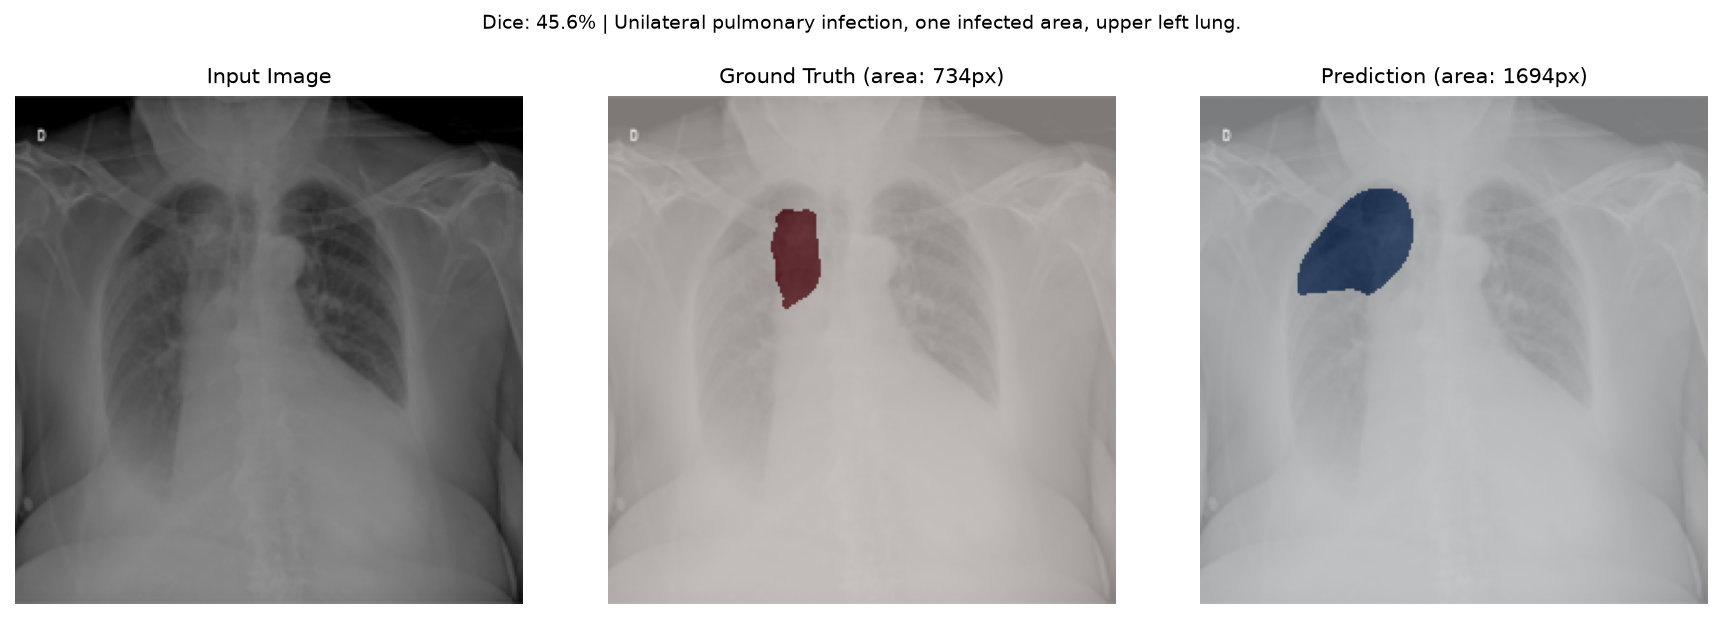 Dice: 45.6% | Unilateral pulmonary infection, one infected area, upper left lung.
Input Image
Ground Truth (area: 734px)
Prediction (area: 1694px)
D
D
D